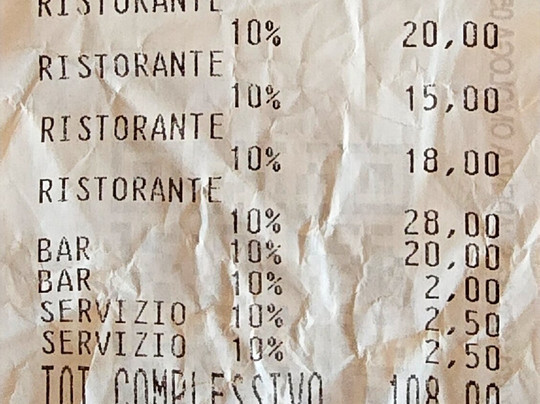 RISTORANTE
10% 20,00
RISTORANTE
10% 15,00
RISTORANTE
10% 18,00
RISTORANTE
10% 28,00
BAR 10% 20,00
BAR 10% 2,00
SERVIZIO 10% 2,50
SERVIZIO 10% 2,50
TOT COMPLESSIVO 108,00